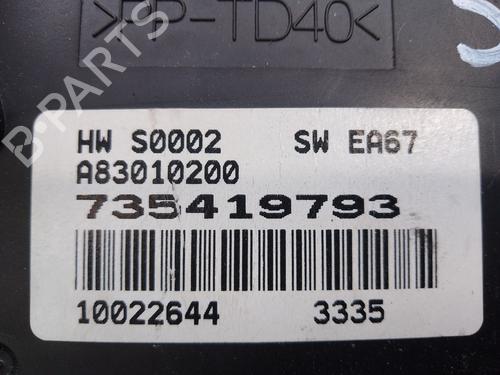 >PP-TD40<
B-PARTS
HW S0002 SW EA67
A83010200
735419793
10022644 3335